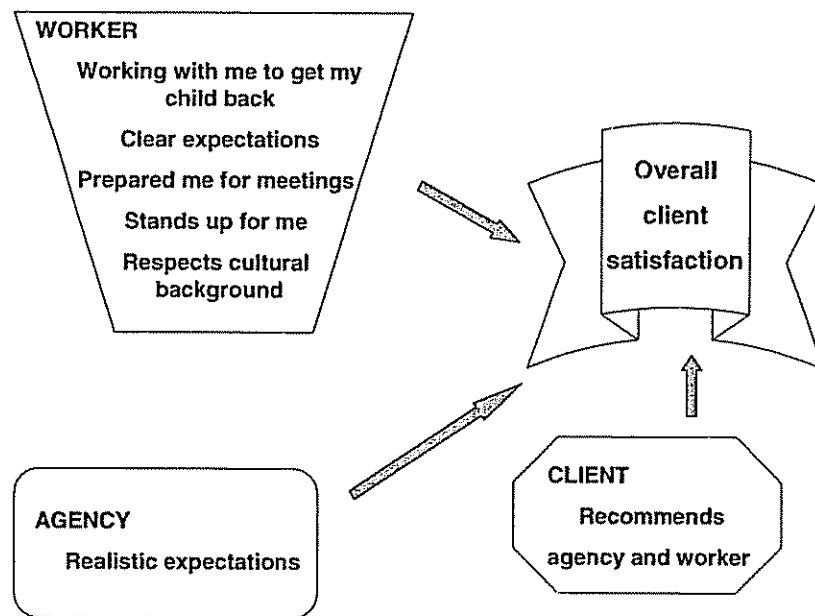 WORKER
Working with me to get my
child back
Clear expectations
Prepared me for meetings
Stands up for me
Respects cultural
background
Overall
client
satisfaction
AGENCY
Realistic expectations
CLIENT
Recommends
agency and worker